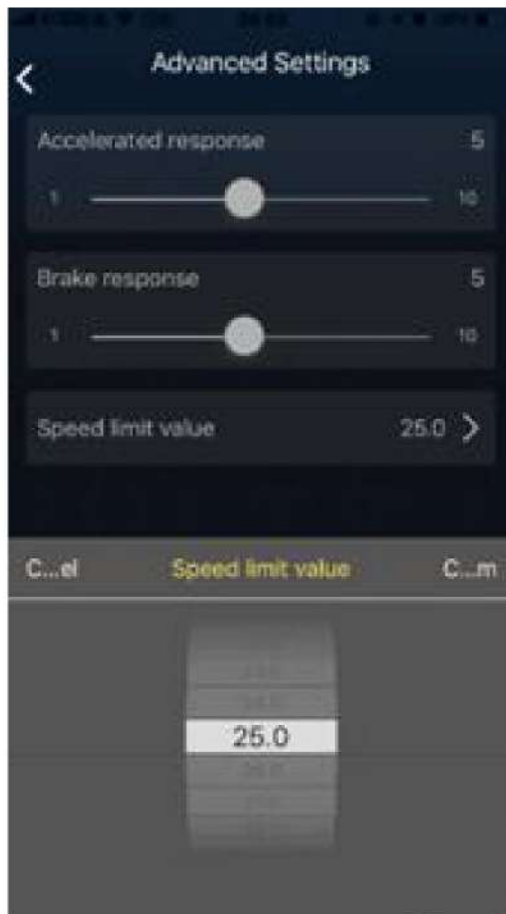 Advanced Settings
Accelerated response 5
1 10
Brake response 5
1 10
Speed limit value 25.0
C...el Speed limit value C...m
25.0